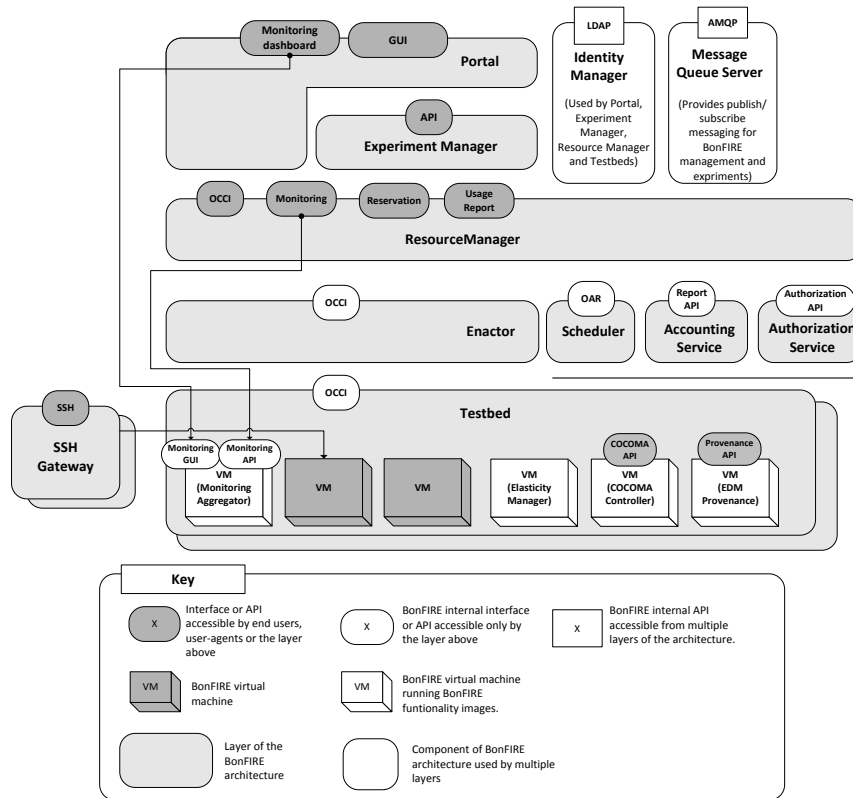 Monitoring
dashboard
GUI
Portal
LDAP
Identity
Manager
(Used by Portal,
Experiment
Manager,
Resource Manager
and Testbeds)
AMQP
Message
Queue Server
(Provides publish/
subscribe
messaging for
BonFIRE
management and
expriments)
API
Experiment Manager
OCCI
Monitoring
Reservation
Usage
Report
ResourceManager
OCCI
Enactor
OAR
Scheduler
Report
API
Accounting
Service
Authorization
API
Authorization
Service
OCCI
Testbed
SSH
SSH
Gateway
Monitoring
GUI
Monitoring
API
VM
(Monitoring
Aggregator)
VM
VM
VM
(Elasticity
Manager)
COCOMA
API
VM
(COCOMA
Controller)
Provenance
API
VM
(EDM
Provenance)
Key
X
Interface or API
accessible by end users,
user-agents or the layer
above
X
BonFIRE internal interface
or API accessible only by
the layer above
X
BonFIRE internal API
accessible from multiple
layers of the architecture.
VM
BonFIRE virtual
machine
VM
BonFIRE virtual machine
running BonFIRE
funtionality images.
Layer of the
BonFIRE
architecture
Component of BonFIRE
architecture used by multiple
layers